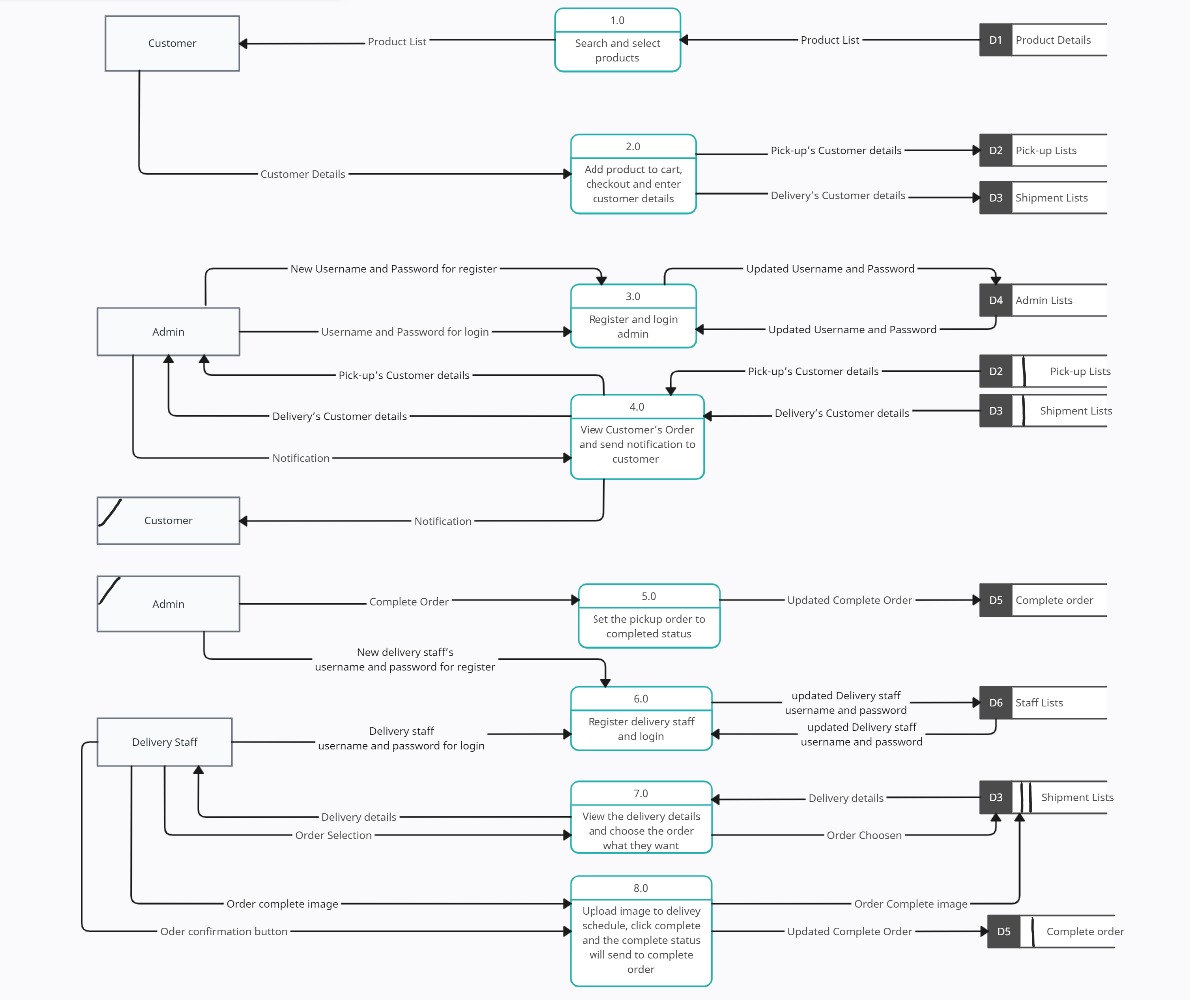 1.0
Customer
Product List
Search and select
products
Product List
D1
Product Details
2.0
Customer Details
Add product to cart,
checkout and enter
customer details
Pick-up's Customer details
D2
Pick-up Lists
Delivery's Customer details
D3
Shipment Lists
New Username and Password for register
Updated Username and Password
3.0
Admin
Username and Password for login
Register and login
admin
D4
Admin Lists
Updated Username and Password
Pick-up's Customer details
Pick-up's Customer details
D2
Pick-up Lists
4.0
Delivery's Customer details
Delivery's Customer details
D3
Shipment Lists
View Customer's Order
and send notification to
customer
Notification
Customer
Notification
Admin
Complete Order
5.0
Set the pickup order to
completed status
Updated Complete Order
D5
Complete order
New delivery staff's
username and password for register
6.0
Register delivery staff
and login
updated Delivery staff
username and password
D6
Staff Lists
updated Delivery staff
username and password
Delivery Staff
Delivery staff
username and password for login
7.0
View the delivery details
and choose the order
what they want
Delivery details
D3
Shipment Lists
Delivery details
Order Selection
Order Choosen
8.0
Upload image to delivey
schedule, click complete
and the complete status
will send to complete
order
Order complete image
Order Complete image
Oder confirmation button
Updated Complete Order
D5
Complete order